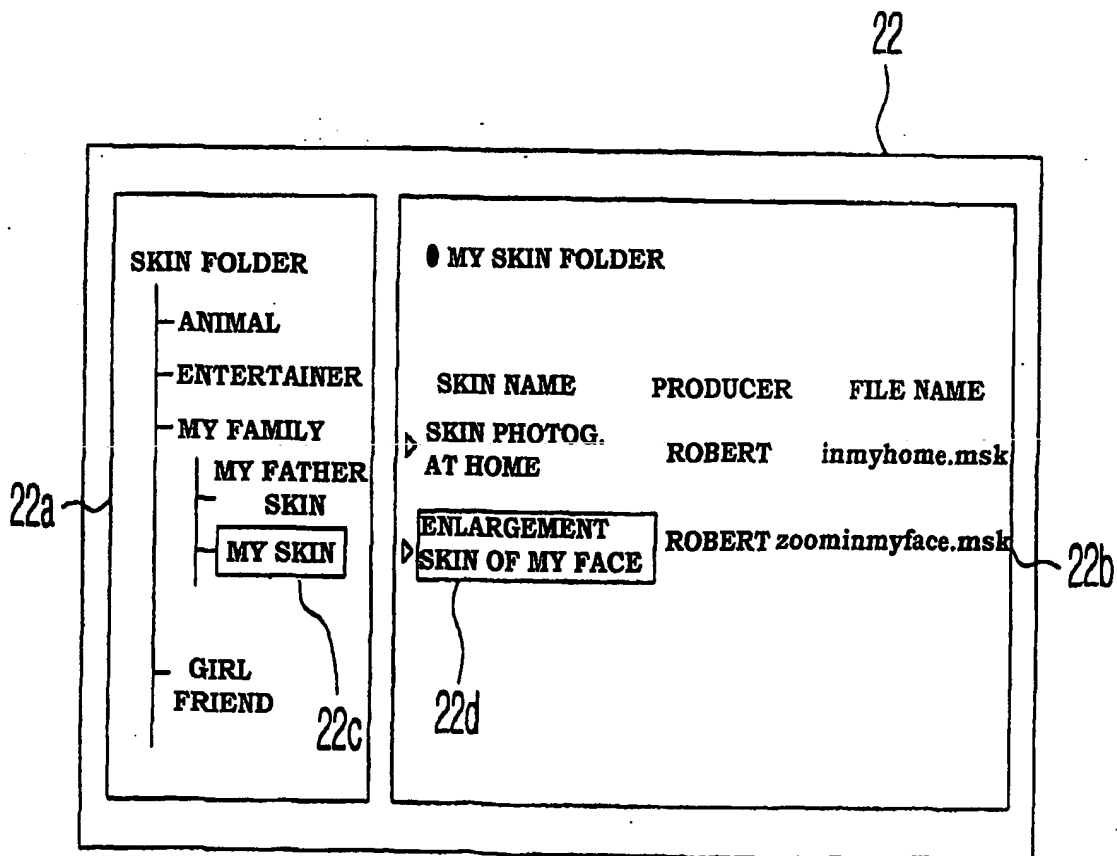 22
SKIN FOLDER
ANIMAL
ENTERTAINER
MY FAMILY
MY FATHER
SKIN
MY SKIN
GIRL
FRIEND
22a
22c
MY SKIN FOLDER
SKIN NAME PRODUCER FILE NAME
SKIN PHOTOG.
AT HOME
ROBERT inmyhome.msk
ENLARGEMENT
SKIN OF MY FACE
ROBERT zoominmyface.msk
22b
22d